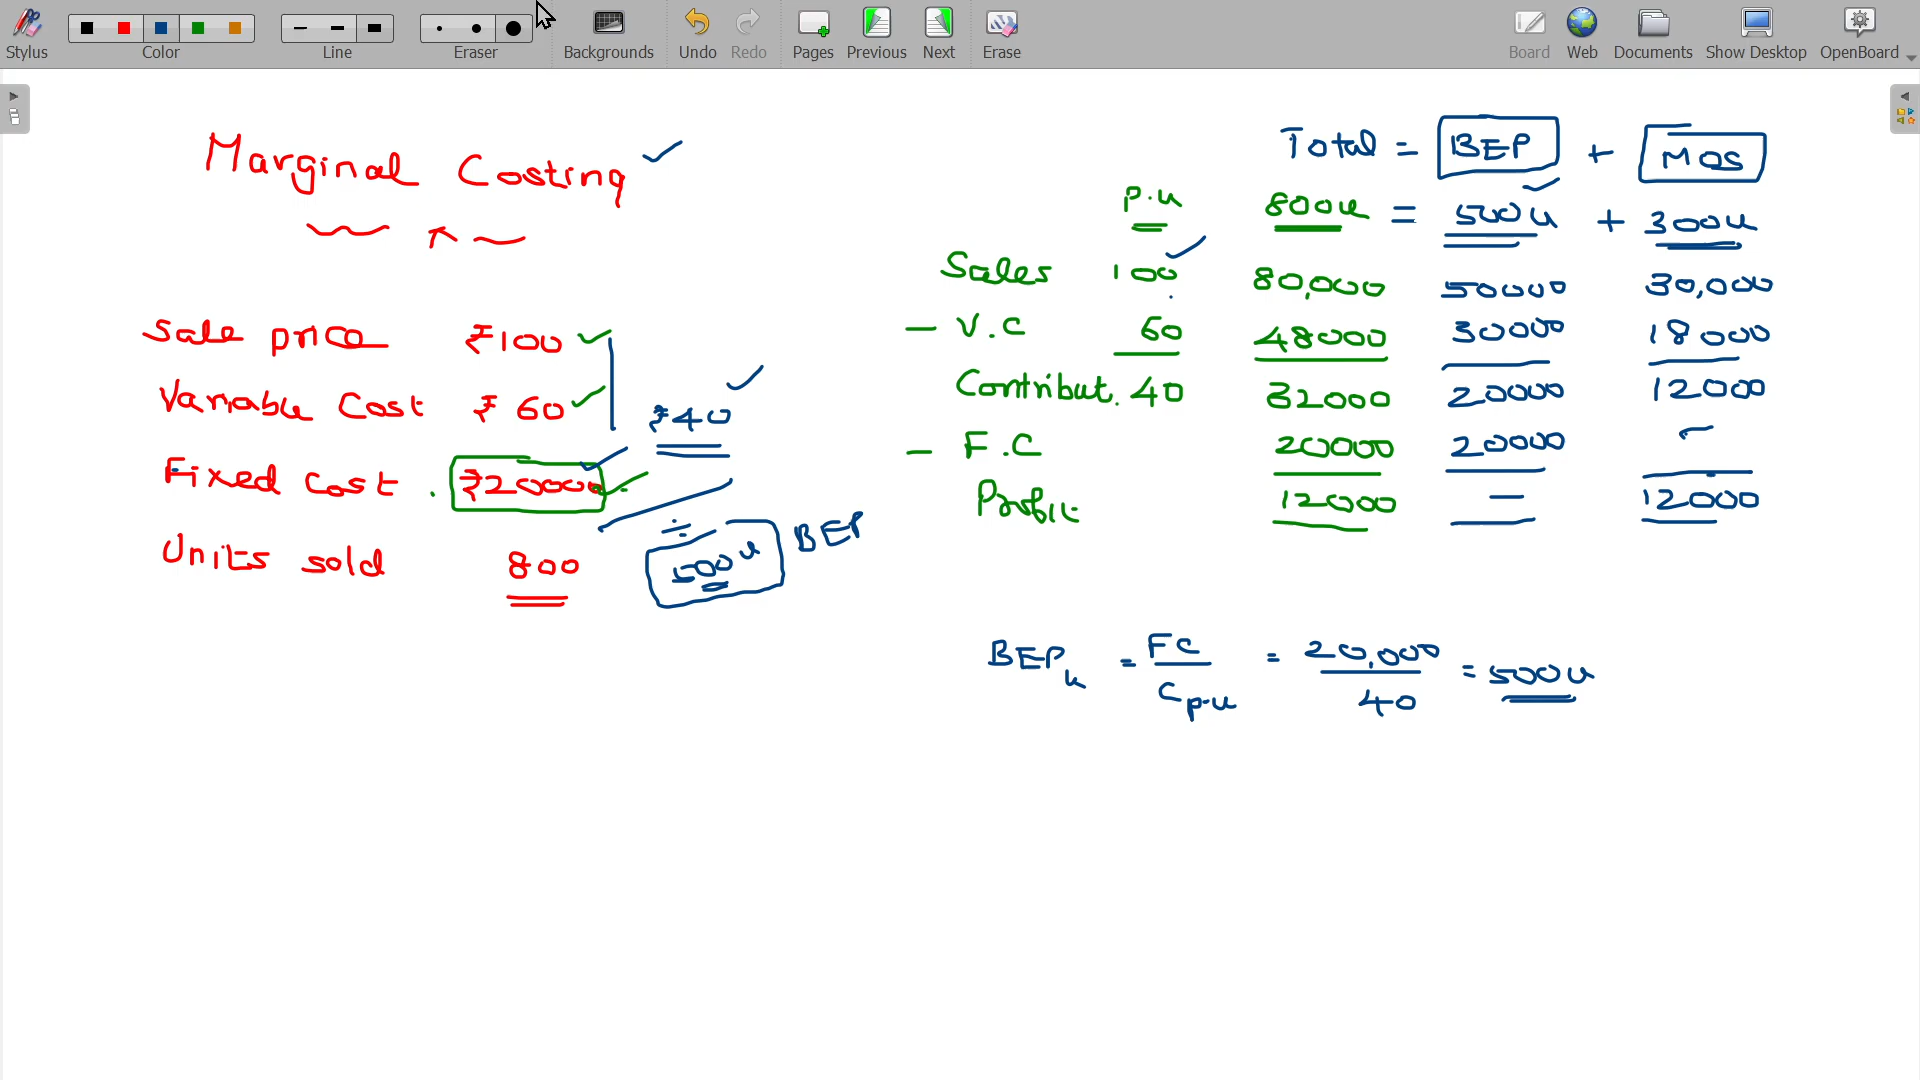 Stylus Color Line Eraser Backgrounds Undo Redo Pages Previous Next Erase Board Web Documents Show Desktop OpenBoard
Marginal Costing ✓
Sale price ₹100 ✓
Variable Cost ₹60 ✓
₹40 ✓
Fixed cost . ₹20000
÷
500u BEP
Units sold 800
Total = BEP + MOS
P.u 800u = 500u + 300u
Sales 100 80,000 50000 30,000
- V.C 60 48000 30000 18000
Contribut. 40 32000 20000 12000
- F.C 20000 20000 -
Profit 12000 - 12000
BEPu = FC / Cp.u = 20,000 / 40 = 500u